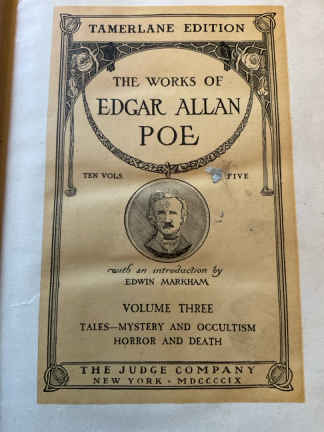 TAMERLANE EDITION
THE WORKS OF
EDGAR ALLAN
POE
TEN VOLS. IN FIVE
with an introduction by
EDWIN MARKHAM
VOLUME THREE
TALES—MYSTERY AND OCCULTISM
HORROR AND DEATH
THE JUDGE COMPANY
NEW YORK · MDCCCCIX